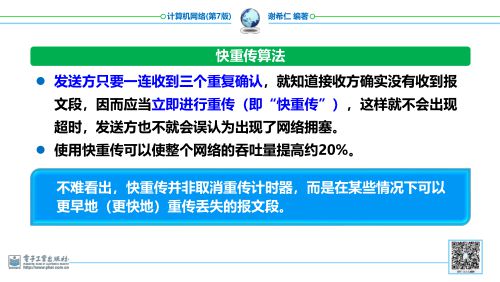 计算机网络(第7版) 谢希仁 编著
快重传算法
● 发送方只要一连收到三个重复确认，就知道接收方确实没有收到报
文段，因而应当立即进行重传（即“快重传”），这样就不会出现
超时，发送方也不就会误认为出现了网络拥塞。
● 使用快重传可以使整个网络的吞吐量提高约20%。
不难看出，快重传并非取消重传计时器，而是在某些情况下可以
更早地（更快地）重传丢失的报文段。
电子工业出版社
http://www.phei.com.cn